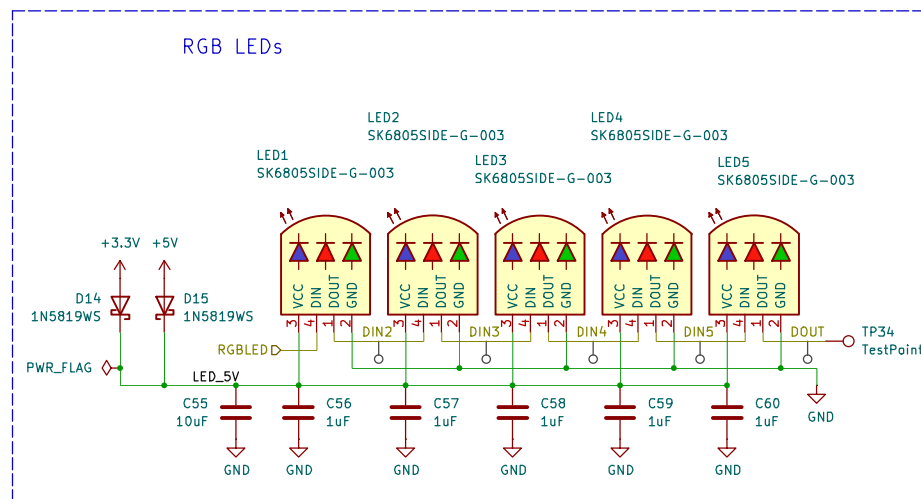 RGB LEDs
LED2
SK6805SIDE-G-003
LED4
SK6805SIDE-G-003
LED1
SK6805SIDE-G-003
LED3
SK6805SIDE-G-003
LED5
SK6805SIDE-G-003
+3.3V
+5V
D14
1N5819WS
D15
1N5819WS
VCC
DIN
DOUT
GND
VCC
DIN
DOUT
GND
VCC
DIN
DOUT
GND
VCC
DIN
DOUT
GND
VCC
DIN
DOUT
GND
3 4 1 2
3 4 1 2
3 4 1 2
3 4 1 2
3 4 1 2
DIN2
DIN3
DIN4
DIN5
DOUT
TP34
TestPoint
RGBLED
PWR_FLAG
LED_5V
C55
10uF
C56
1uF
C57
1uF
C58
1uF
C59
1uF
C60
1uF
GND
GND
GND
GND
GND
GND
GND